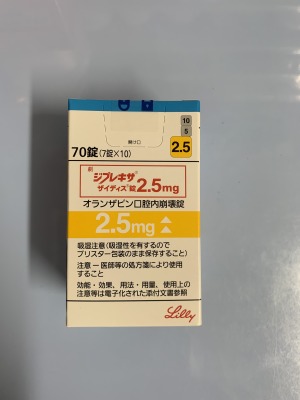 開封口
10
5
2.5
70錠(7錠×10)
劇
ジプレキサ®
ザイディス®錠2.5mg
オランザピン口腔内崩壊錠
2.5mg
吸湿注意(吸湿性を有するので
ブリスター包装のまま保存すること)
注意－医師等の処方箋により使用
すること
効能・効果、用法・用量、使用上の
注意等は電子化された添付文書参照
Lilly